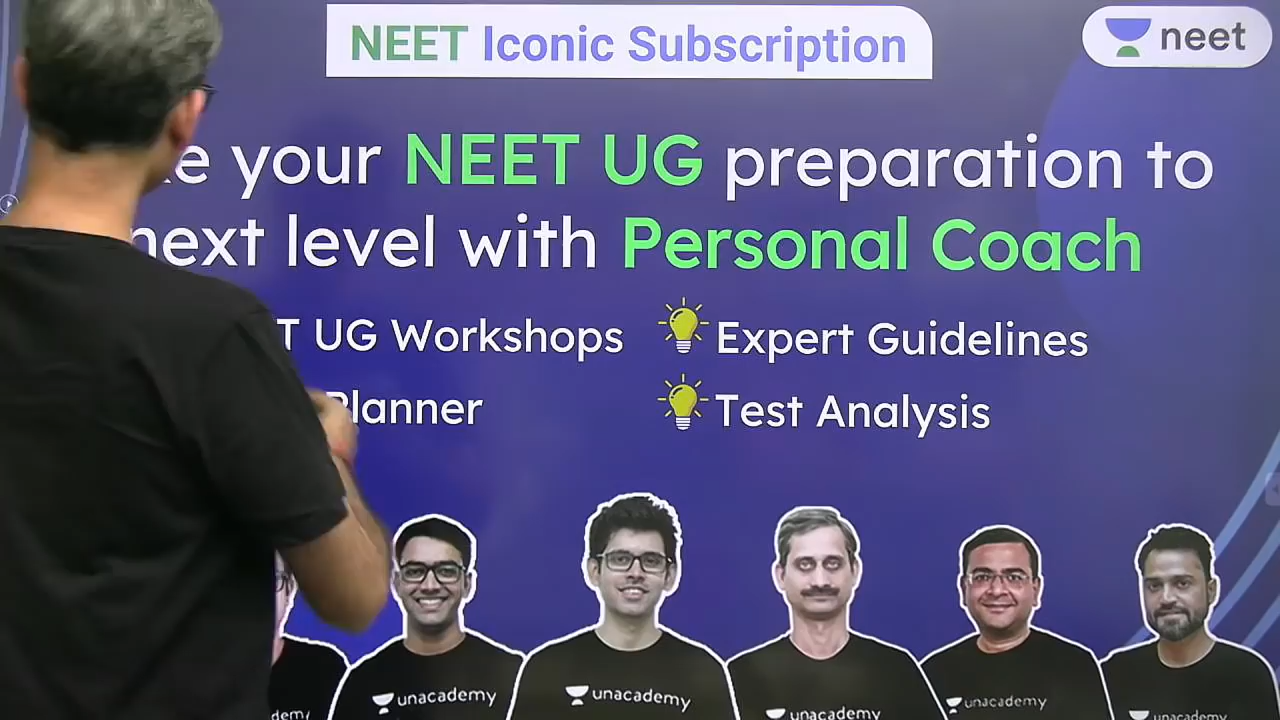 NEET Iconic Subscription
neet
your NEET UG preparation to
next level with Personal Coach
UG Workshops
Expert Guidelines
Planner
Test Analysis
unacademy
unacademy
unacademy
unacademy
unacademy